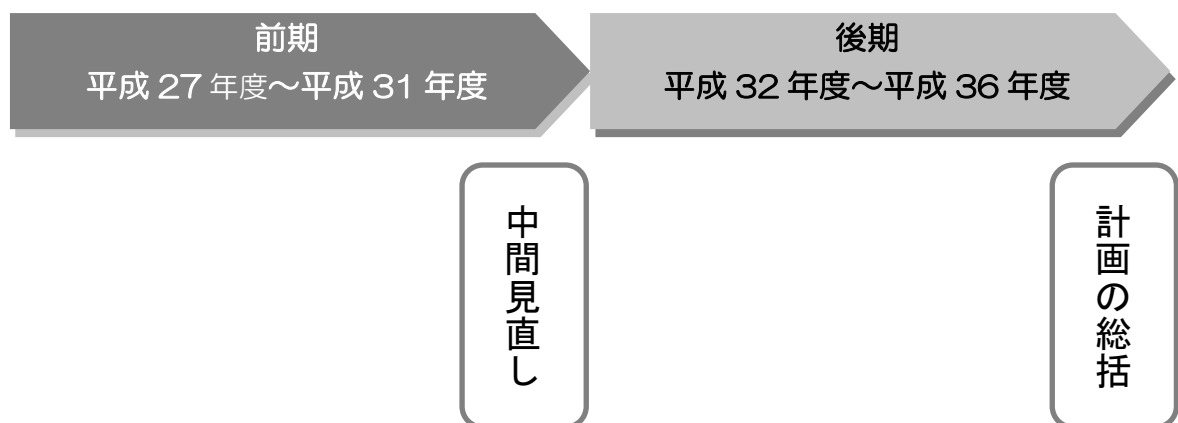 前期
平成 27 年度～平成 31 年度
後期
平成 32 年度～平成 36 年度
中間見直し
計画の総括